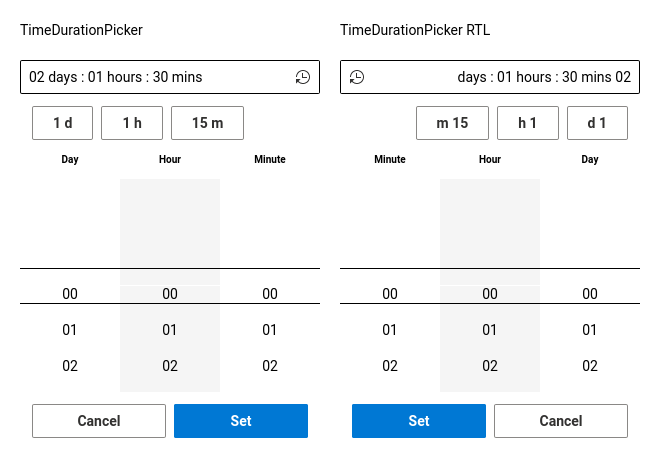 TimeDurationPicker
02 days : 01 hours : 30 mins
1 d 1 h 15 m
Day Hour Minute
00 00 00
01 01 01
02 02 02
Cancel Set
TimeDurationPicker RTL
days : 01 hours : 30 mins 02
m 15 h 1 d 1
Minute Hour Day
00 00 00
01 01 01
02 02 02
Set Cancel